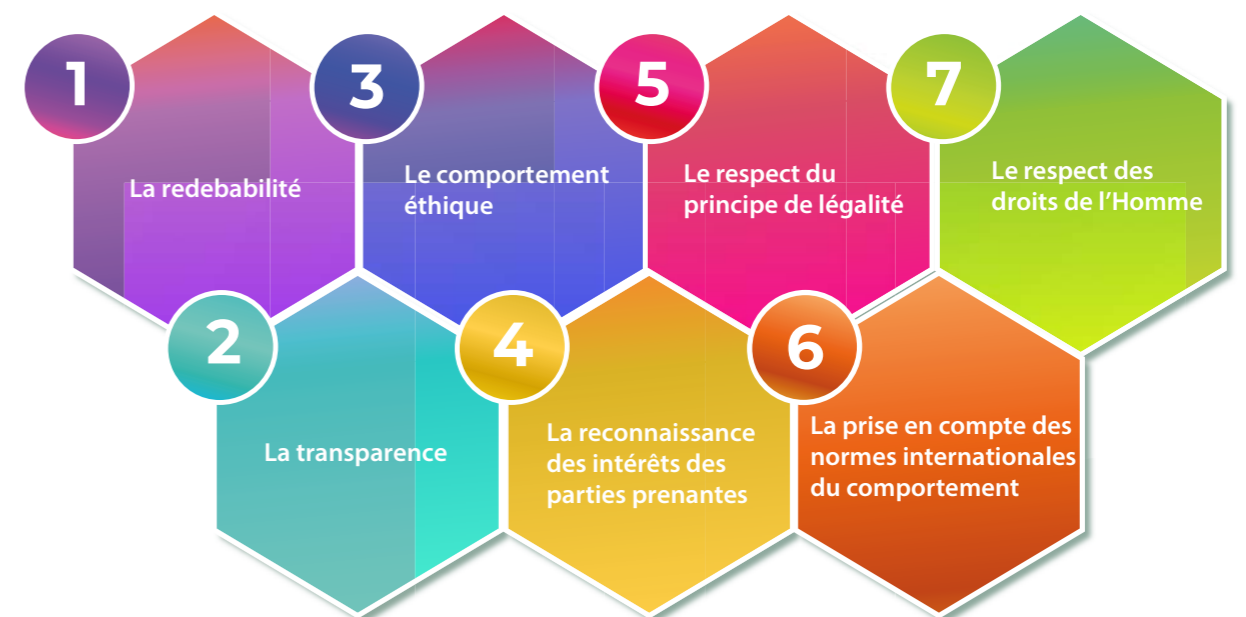 1
La redebabilité
2
La transparence
3
Le comportement
éthique
4
La reconnaissance
des intérêts des
parties prenantes
5
Le respect du
principe de légalité
6
La prise en compte des
normes internationales
du comportement
7
Le respect des
droits de l’Homme